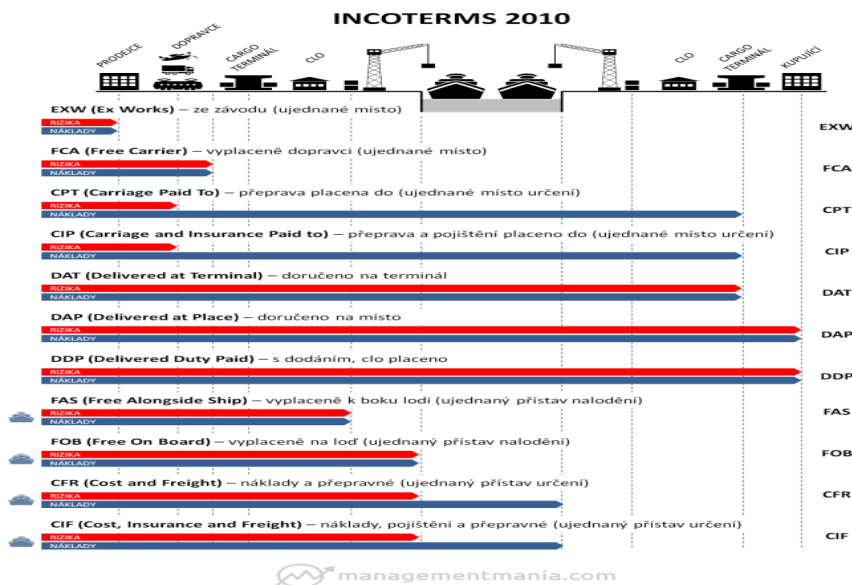 INCOTERMS 2010
PRODEJCE
DOPRAVCE
CARGO
TERMINÁL
CLO
CLO
CARGO
TERMINÁL
KUPUJÍCÍ
EXW (Ex Works) – ze závodu (ujednané místo)
RIZIKA
NÁKLADY
EXW
FCA (Free Carrier) – vyplaceně dopravci (ujednané místo)
RIZIKA
NÁKLADY
FCA
CPT (Carriage Paid To) – přeprava placena do (ujednané místo určení)
RIZIKA
NÁKLADY
CPT
CIP (Carriage and Insurance Paid to) – přeprava a pojištění placeno do (ujednané místo určení)
RIZIKA
NÁKLADY
CIP
DAT (Delivered at Terminal) – doručeno na terminál
RIZIKA
NÁKLADY
DAT
DAP (Delivered at Place) – doručeno na místo
RIZIKA
NÁKLADY
DAP
DDP (Delivered Duty Paid) – s dodáním, clo placeno
RIZIKA
NÁKLADY
DDP
FAS (Free Alongside Ship) – vyplaceně k boku lodi (ujednaný přístav nalodění)
RIZIKA
NÁKLADY
FAS
FOB (Free On Board) – vyplaceně na loď (ujednaný přístav nalodění)
RIZIKA
NÁKLADY
FOB
CFR (Cost and Freight) – náklady a přepravné (ujednaný přístav určení)
RIZIKA
NÁKLADY
CFR
CIF (Cost, Insurance and Freight) – náklady, pojištění a přepravné (ujednaný přístav určení)
RIZIKA
NÁKLADY
CIF
managementmania.com